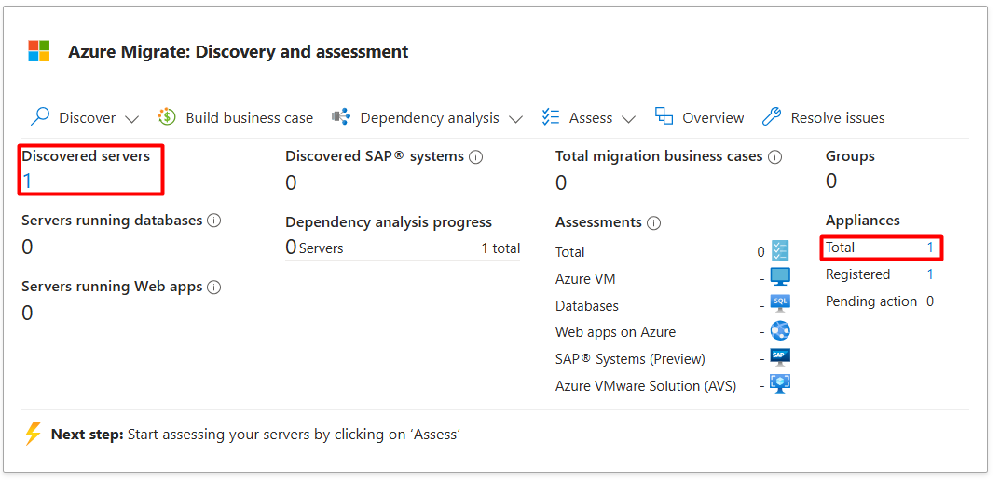 Azure Migrate: Discovery and assessment
Discover Build business case Dependency analysis Assess Overview Resolve issues
Discovered servers
1
Servers running databases
0
Servers running Web apps
0
Discovered SAP® systems
0
Dependency analysis progress
0 Servers 1 total
Total migration business cases
0
Assessments
Total 0
Azure VM -
Databases - SQL
Web apps on Azure -
SAP® Systems (Preview) - SAP
Azure VMware Solution (AVS) -
Groups
0
Appliances
Total 1
Registered 1
Pending action 0
Next step: Start assessing your servers by clicking on ‘Assess’